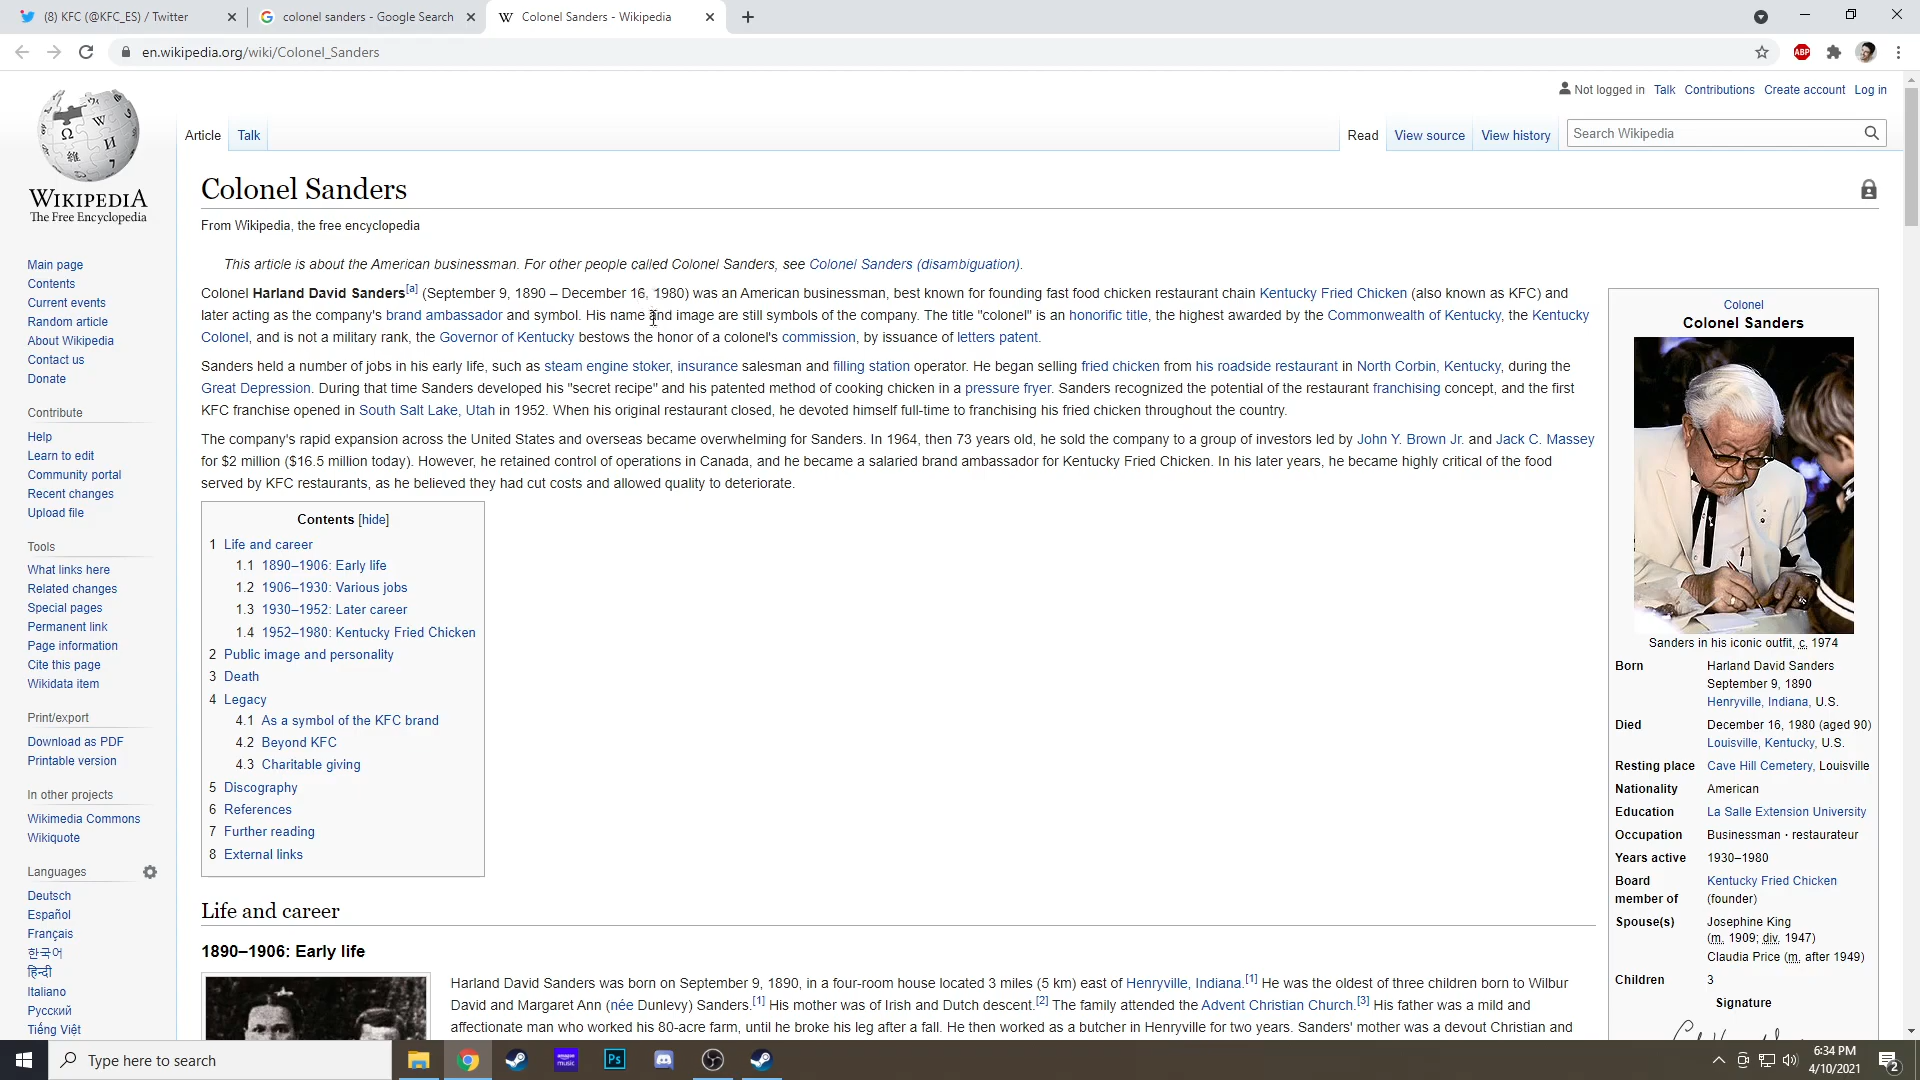 (8) KFC (@KFC_ES) / Twitter
colonel sanders - Google Search
Colonel Sanders - Wikipedia
en.wikipedia.org/wiki/Colonel_Sanders
ABP
Not logged in Talk Contributions Create account Log in
Article Talk
Read View source View history Search Wikipedia
WIKIPEDIA
The Free Encyclopedia
Main page
Contents
Current events
Random article
About Wikipedia
Contact us
Donate
Contribute
Help
Learn to edit
Community portal
Recent changes
Upload file
Tools
What links here
Related changes
Special pages
Permanent link
Page information
Cite this page
Wikidata item
Print/export
Download as PDF
Printable version
In other projects
Wikimedia Commons
Wikiquote
Languages
Deutsch
Español
Français
한국어
हिन्दी
Italiano
Русский
Tiếng Việt
Colonel Sanders
From Wikipedia, the free encyclopedia
This article is about the American businessman. For other people called Colonel Sanders, see Colonel Sanders (disambiguation).
Colonel Harland David Sanders[a] (September 9, 1890 – December 16, 1980) was an American businessman, best known for founding fast food chicken restaurant chain Kentucky Fried Chicken (also known as KFC) and
later acting as the company's brand ambassador and symbol. His name and image are still symbols of the company. The title "colonel" is an honorific title, the highest awarded by the Commonwealth of Kentucky, the Kentucky
Colonel, and is not a military rank, the Governor of Kentucky bestows the honor of a colonel's commission, by issuance of letters patent.
Sanders held a number of jobs in his early life, such as steam engine stoker, insurance salesman and filling station operator. He began selling fried chicken from his roadside restaurant in North Corbin, Kentucky, during the
Great Depression. During that time Sanders developed his "secret recipe" and his patented method of cooking chicken in a pressure fryer. Sanders recognized the potential of the restaurant franchising concept, and the first
KFC franchise opened in South Salt Lake, Utah in 1952. When his original restaurant closed, he devoted himself full-time to franchising his fried chicken throughout the country.
The company's rapid expansion across the United States and overseas became overwhelming for Sanders. In 1964, then 73 years old, he sold the company to a group of investors led by John Y. Brown Jr. and Jack C. Massey
for $2 million ($16.5 million today). However, he retained control of operations in Canada, and he became a salaried brand ambassador for Kentucky Fried Chicken. In his later years, he became highly critical of the food
served by KFC restaurants, as he believed they had cut costs and allowed quality to deteriorate.
Contents [hide]
1 Life and career
1.1 1890–1906: Early life
1.2 1906–1930: Various jobs
1.3 1930–1952: Later career
1.4 1952–1980: Kentucky Fried Chicken
2 Public image and personality
3 Death
4 Legacy
4.1 As a symbol of the KFC brand
4.2 Beyond KFC
4.3 Charitable giving
5 Discography
6 References
7 Further reading
8 External links
Life and career
1890–1906: Early life
Harland David Sanders was born on September 9, 1890, in a four-room house located 3 miles (5 km) east of Henryville, Indiana.[1] He was the oldest of three children born to Wilbur
David and Margaret Ann (née Dunlevy) Sanders.[1] His mother was of Irish and Dutch descent.[2] The family attended the Advent Christian Church.[3] His father was a mild and
affectionate man who worked his 80-acre farm, until he broke his leg after a fall. He then worked as a butcher in Henryville for two years. Sanders' mother was a devout Christian and
Colonel
Colonel Sanders
Sanders in his iconic outfit, c. 1974
Born Harland David Sanders
September 9, 1890
Henryville, Indiana, U.S.
Died December 16, 1980 (aged 90)
Louisville, Kentucky, U.S.
Resting place Cave Hill Cemetery, Louisville
Nationality American
Education La Salle Extension University
Occupation Businessman · restaurateur
Years active 1930–1980
Board member of Kentucky Fried Chicken
(founder)
Spouse(s) Josephine King
(m. 1909; div. 1947)
Claudia Price (m. after 1949)
Children 3
Signature
Type here to search
amazon music
Ps
6:34 PM
4/10/2021
2